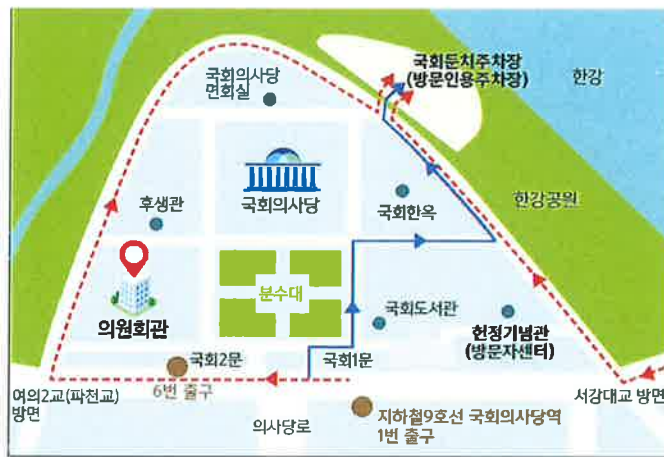 국회의사당
면회실
국회둔치주차장
(방문인용주차장)
한강
후생관
국회의사당
국회한옥
한강공원
분수대
의원회관
국회도서관
헌정기념관
(방문자센터)
국회2문
국회1문
6번 출구
여의2교(파천교)
방면
의사당로
지하철9호선 국회의사당역
1번 출구
서강대교 방면